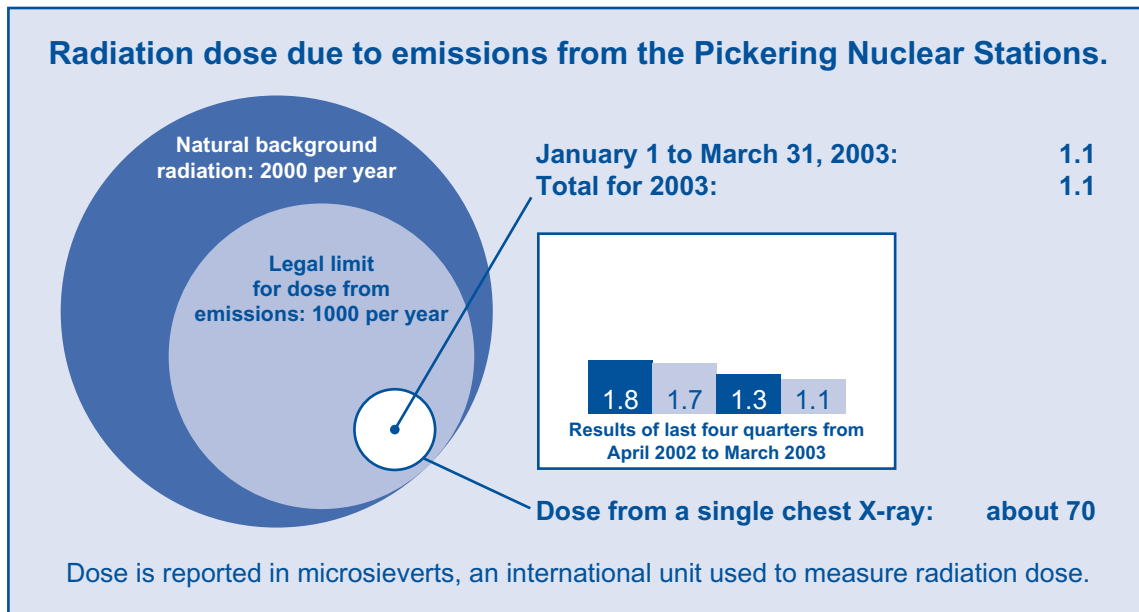 Radiation dose due to emissions from the Pickering Nuclear Stations.
Natural background
radiation: 2000 per year
Legal limit
for dose from
emissions: 1000 per year
January 1 to March 31, 2003: 1.1
Total for 2003: 1.1
1.8 1.7 1.3 1.1
Results of last four quarters from
April 2002 to March 2003
Dose from a single chest X-ray: about 70
Dose is reported in microsieverts, an international unit used to measure radiation dose.